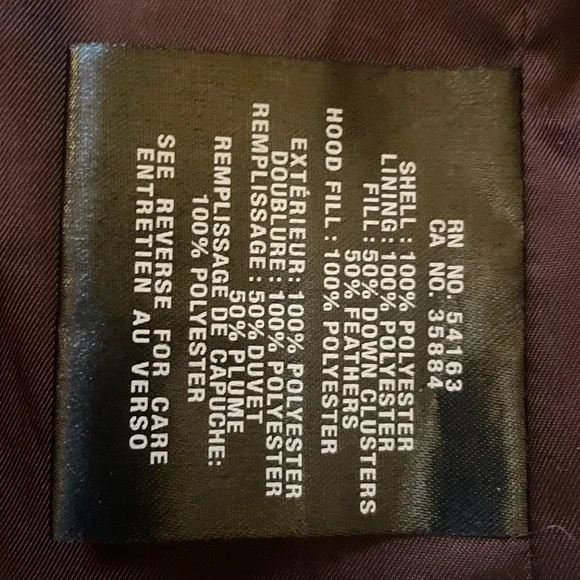 RN NO. 54163
CA NO. 35884
SHELL : 100% POLYESTER
LINING : 100% POLYESTER
FILL : 50% DOWN CLUSTERS
50% FEATHERS
HOOD FILL : 100% POLYESTER
EXTÉRIEUR : 100% POLYESTER
DOUBLURE : 100% POLYESTER
REMPLISSAGE : 50% DUVET
50% PLUME
REMPLISSAGE DE CAPUCHE:
100% POLYESTER
SEE REVERSE FOR CARE
ENTRETIEN AU VERSO